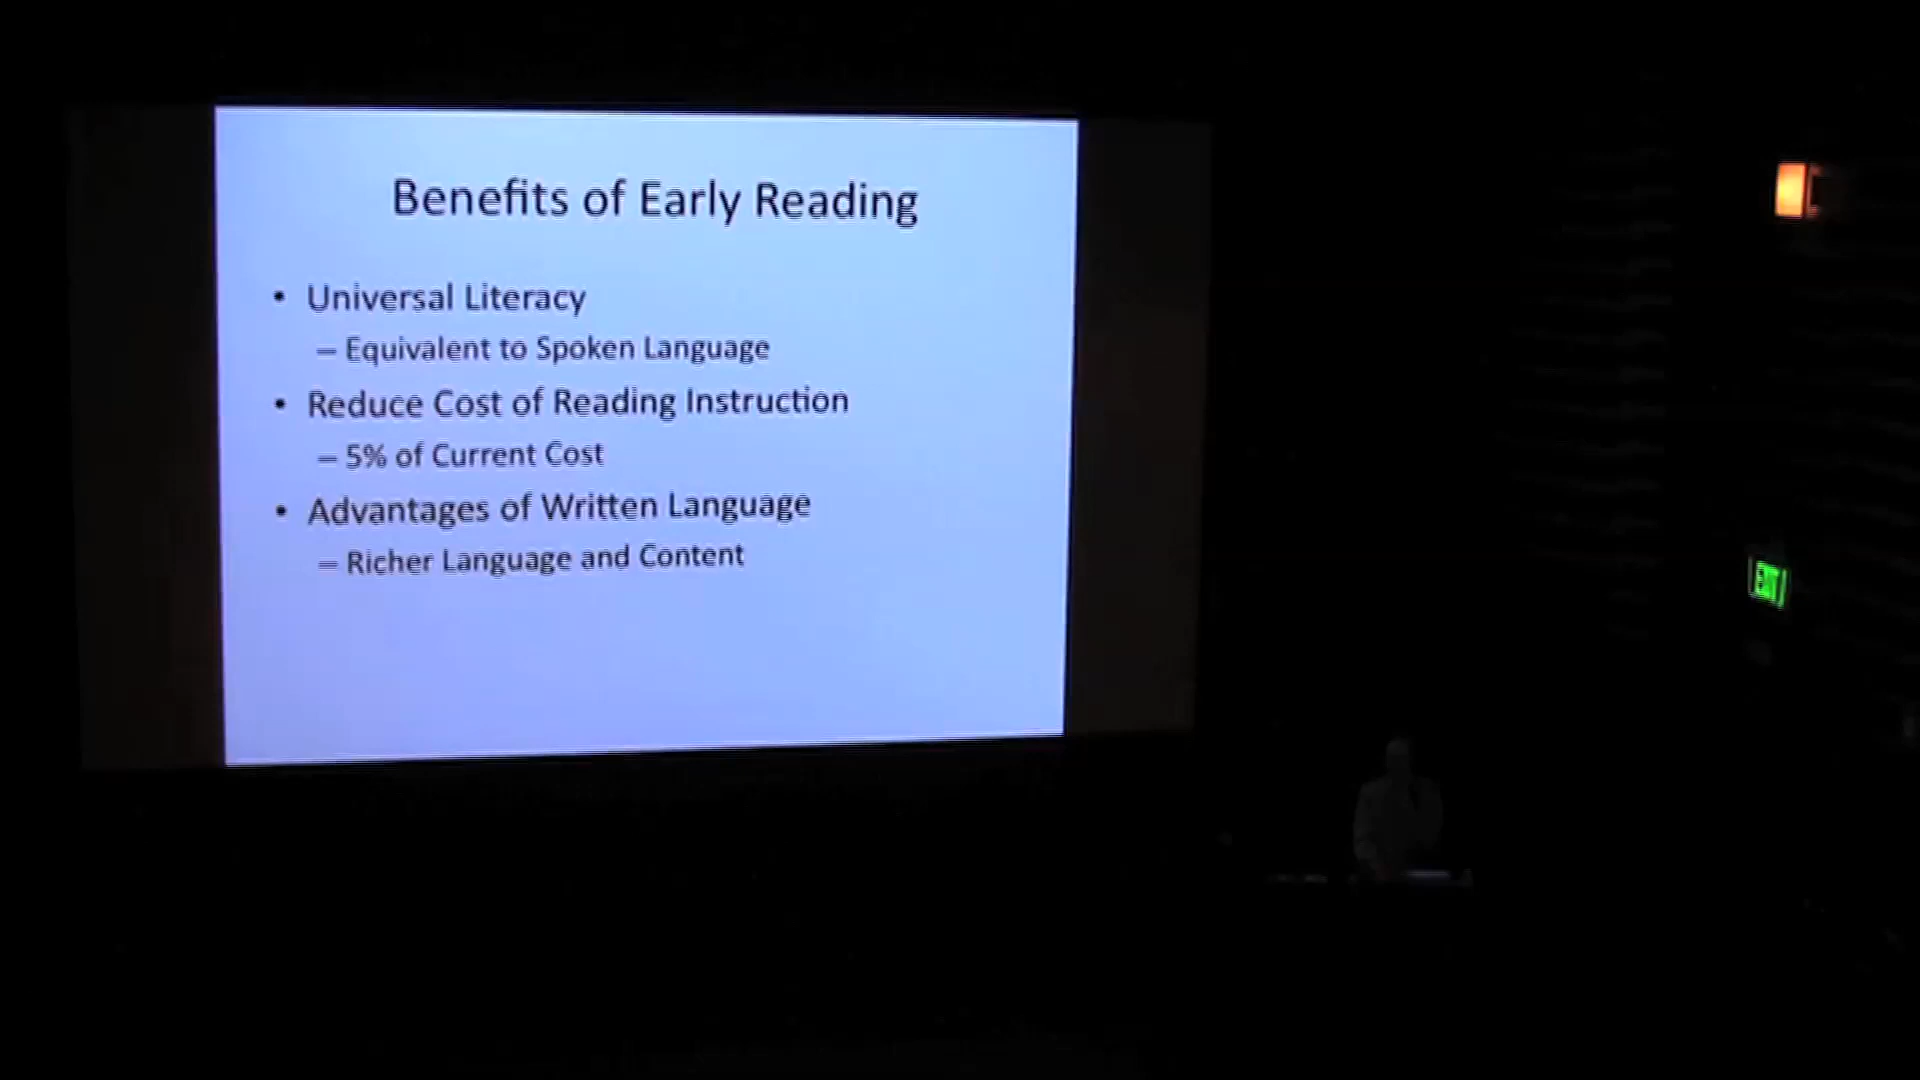 Benefits of Early Reading
• Universal Literacy
– Equivalent to Spoken Language
• Reduce Cost of Reading Instruction
– 5% of Current Cost
• Advantages of Written Language
– Richer Language and Content
EXIT